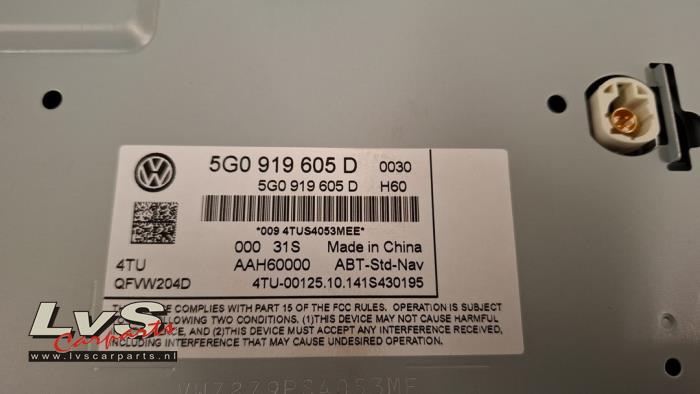 5G0 919 605 D 0030
5G0 919 605 D H60
*009 4TUS4053MEE*
000 31S Made in China
4TU AAH60000 ABT-Std-Nav
QFVW204D 4TU-00125.10.141S430195
DEVICE COMPLIES WITH PART 15 OF THE FCC RULES. OPERATION IS SUBJECT
FOLLOWING TWO CONDITIONS. (1)THIS DEVICE MAY NOT CAUSE HARMFUL
AND (2)THIS DEVICE MUST ACCEPT ANY INTERFERENCE RECEIVED,
INCLUDING INTERFERENCE THAT MAY CAUSE UNDESIRED OPERATION.
LvS
Carparts
www.lvscarparts.nl